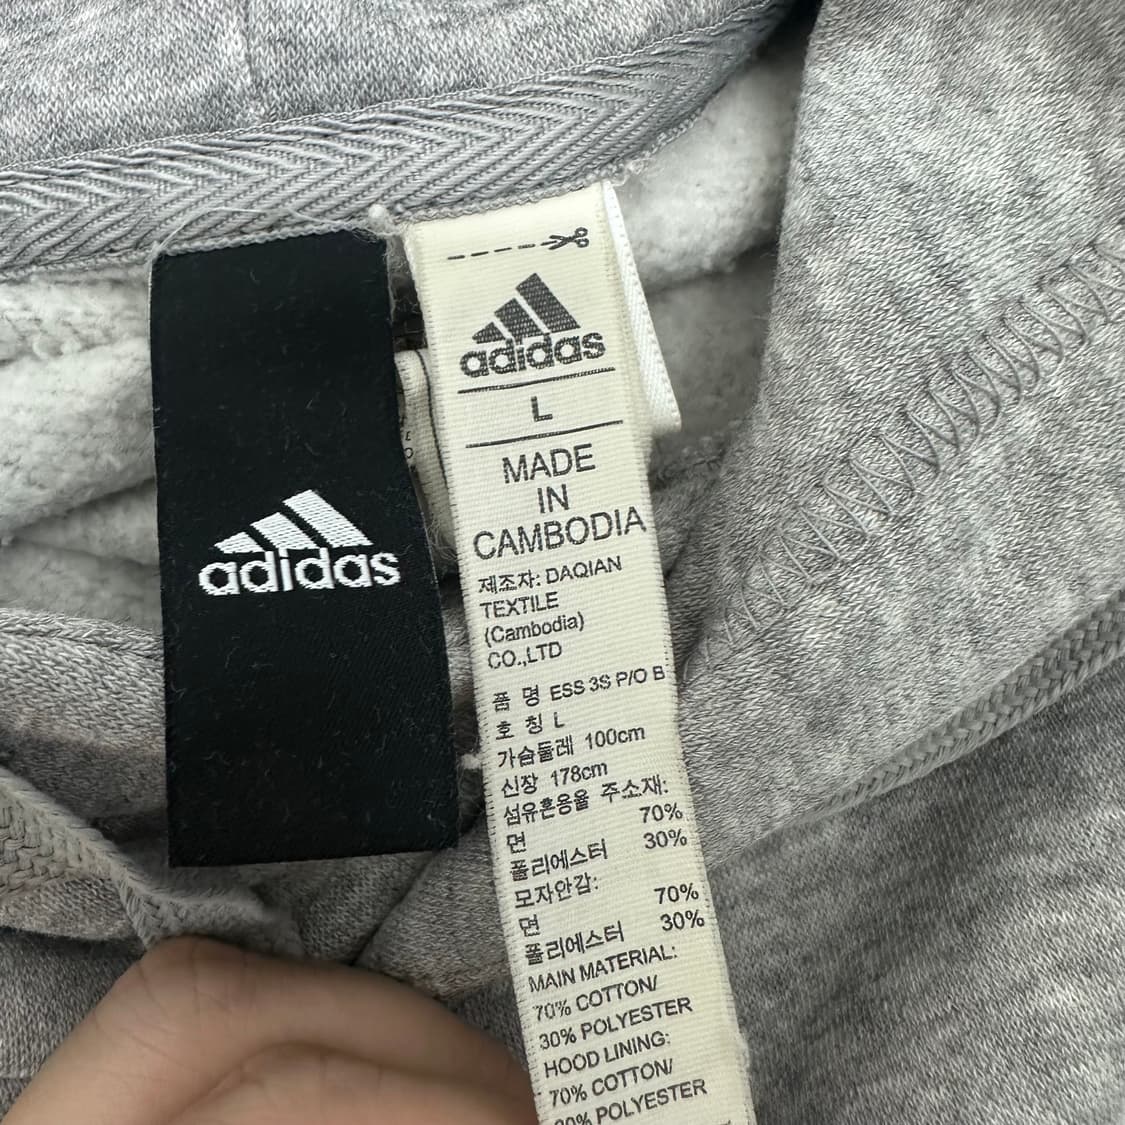 adidas
adidas
L
MADE
IN
CAMBODIA
제조자: DAQIAN
TEXTILE
(Cambodia)
CO.,LTD
품 명 ESS 3S P/O B
호 칭 L
가슴둘레 100cm
신장 178cm
섬유혼용율 주소재:
70%
면
폴리에스터 30%
모자안감:
70%
면
폴리에스터 30%
MAIN MATERIAL:
70% COTTON/
30% POLYESTER
HOOD LINING:
70% COTTON/
30% POLYESTER